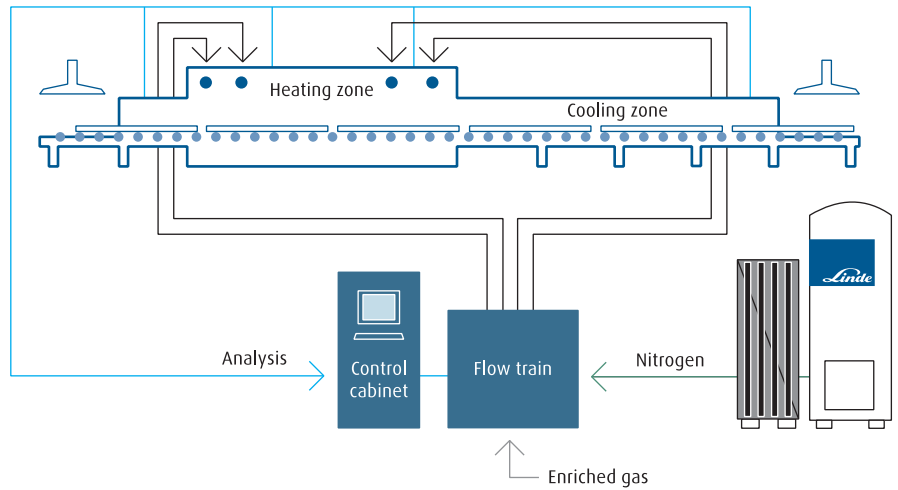 Heating zone
Cooling zone
Linde
Analysis
Control
cabinet
Flow train
Nitrogen
Enriched gas